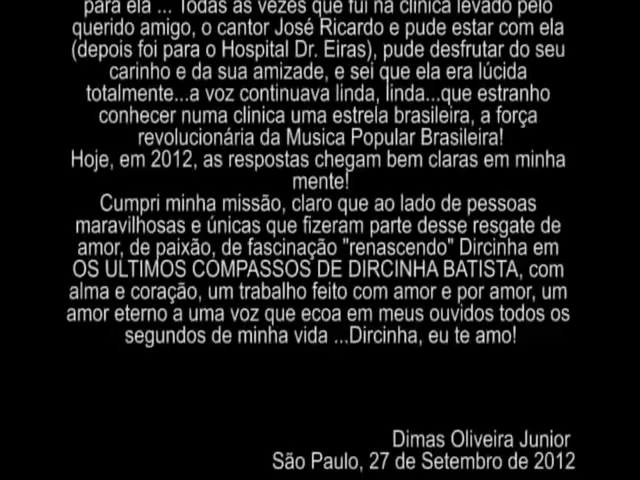 para ela ... Todas as vezes que fui na clínica levado pelo
querido amigo, o cantor José Ricardo e pude estar com ela
(depois foi para o Hospital Dr. Eiras), pude desfrutar do seu
carinho e da sua amizade, e sei que ela era lúcida
totalmente...a voz continuava linda, linda...que estranho
conhecer numa clinica uma estrela brasileira, a força
revolucionária da Musica Popular Brasileira!
Hoje, em 2012, as respostas chegam bem claras em minha
mente!
Cumpri minha missão, claro que ao lado de pessoas
maravilhosas e únicas que fizeram parte desse resgate de
amor, de paixão, de fascinação "renascendo" Dircinha em
OS ULTIMOS COMPASSOS DE DIRCINHA BATISTA, com
alma e coração, um trabalho feito com amor e por amor, um
amor eterno a uma voz que ecoa em meus ouvidos todos os
segundos de minha vida ...Dircinha, eu te amo!
Dimas Oliveira Junior
São Paulo, 27 de Setembro de 2012